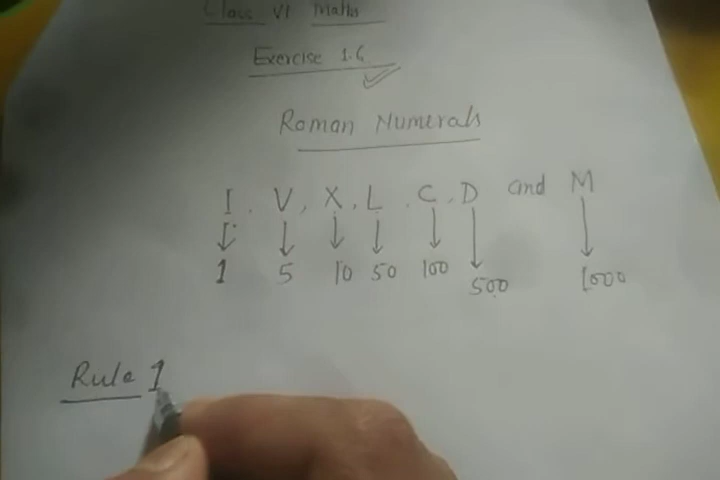 Class VI Maths
Exercise 1.6
Roman Numerals
I, V, X, L, C, D and M
1 5 10 50 100 500 1000
Rule 1